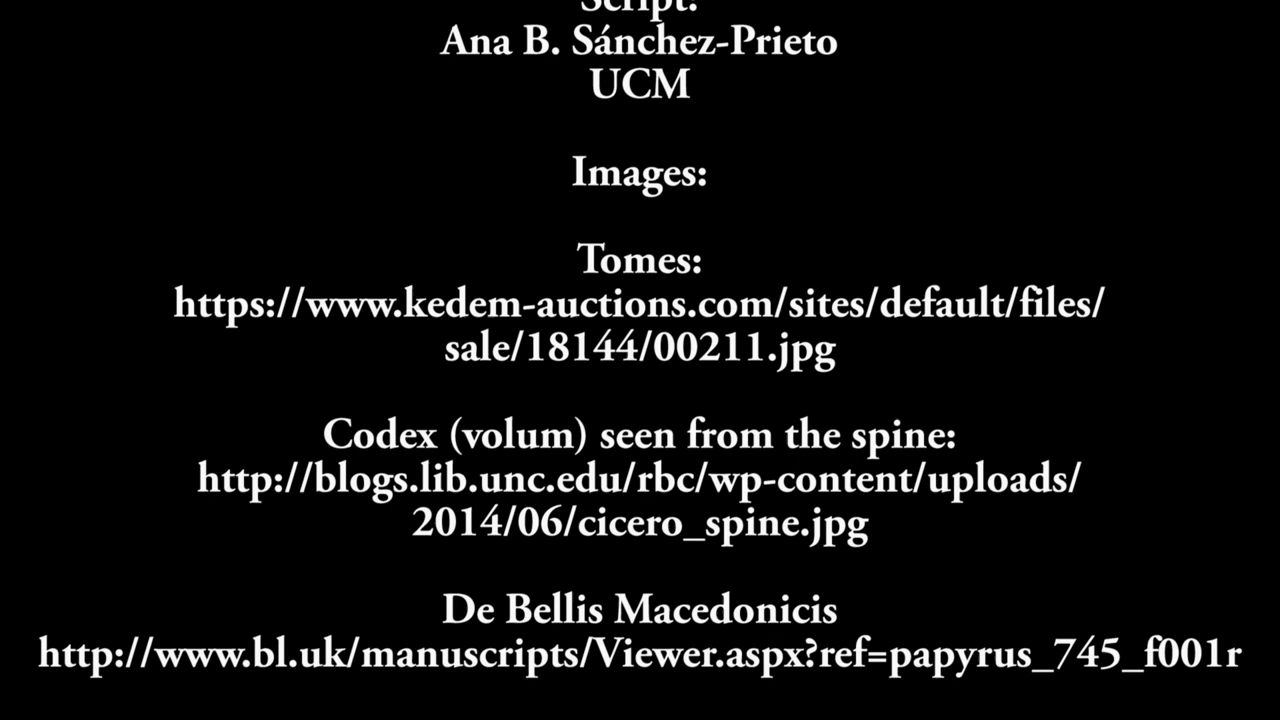 Script:
Ana B. Sánchez-Prieto
UCM
Images:
Tomes:
https://www.kedem-auctions.com/sites/default/files/
sale/18144/00211.jpg
Codex (volum) seen from the spine:
http://blogs.lib.unc.edu/rbc/wp-content/uploads/
2014/06/cicero_spine.jpg
De Bellis Macedonicis
http://www.bl.uk/manuscripts/Viewer.aspx?ref=papyrus_745_f001r